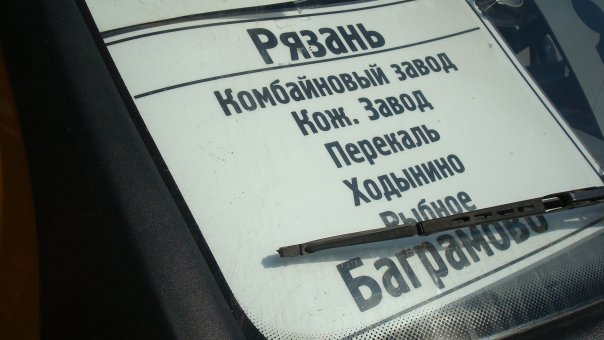 Рязань
Комбайновый завод
Кож. Завод
Перекаль
Ходынино
Рыбное
Баграмово